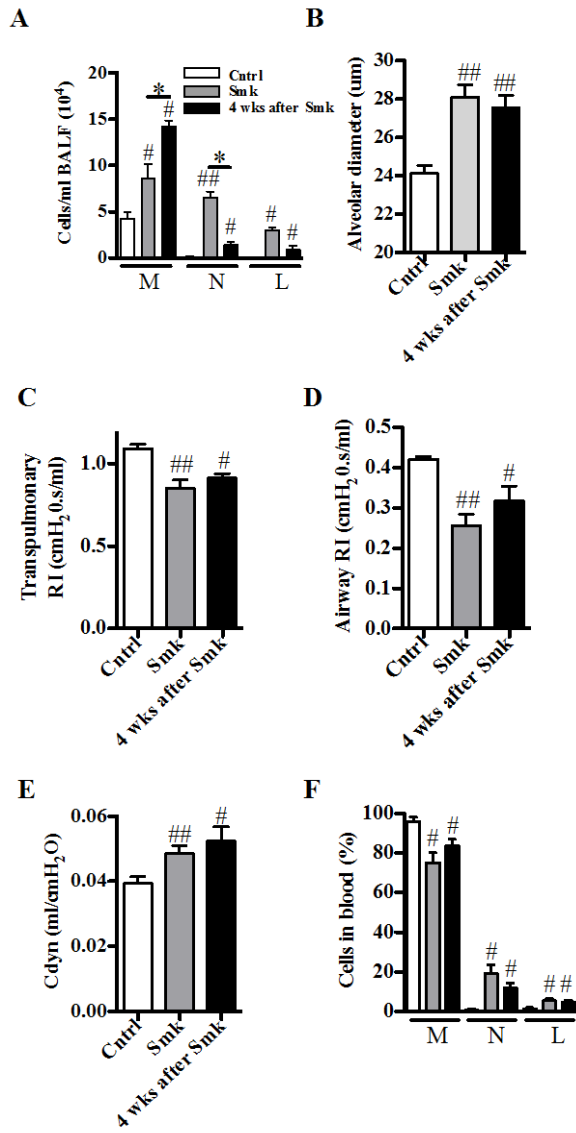 A
Cells/ml BALF (10⁴)
20
15
10
5
0
Cntrl
Smk
4 wks after Smk
#
*
#
##
*
#
#
#
M
N
L
B
Alveolar diameter (um)
30
28
26
24
22
20
##
##
Cntrl
Smk
4 wks after Smk
C
Transpulmonary
RI (cmH₂0.s/ml)
1.0
0.5
0.0
##
#
Cntrl
Smk
4 wks after Smk
D
Airway RI (cmH₂0.s/ml)
0.5
0.4
0.3
0.2
0.1
0.0
##
#
Cntrl
Smk
4 wks after Smk
E
Cdyn (ml/cmH₂O)
0.06
0.04
0.02
0.00
##
#
Cntrl
Smk
4 wks after Smk
F
Cells in blood (%)
100
80
60
40
20
0
#
#
#
#
# #
M
N
L